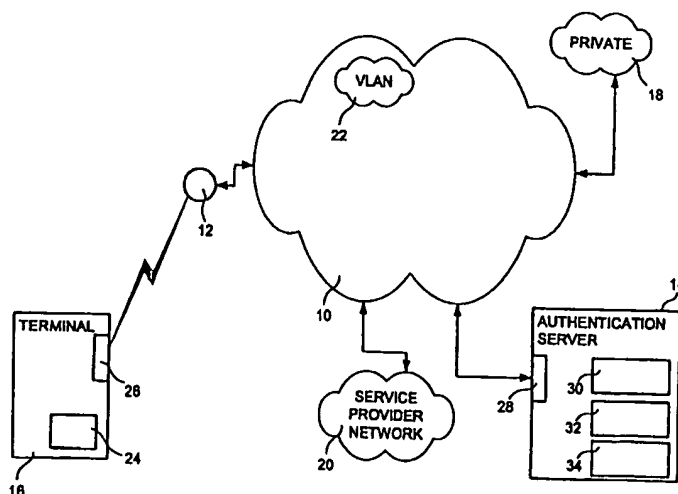 PRIVATE
18
VLAN
22
12
10
TERMINAL
26
24
16
SERVICE
PROVIDER
NETWORK
20
AUTHENTICATION
SERVER
28
30
32
34